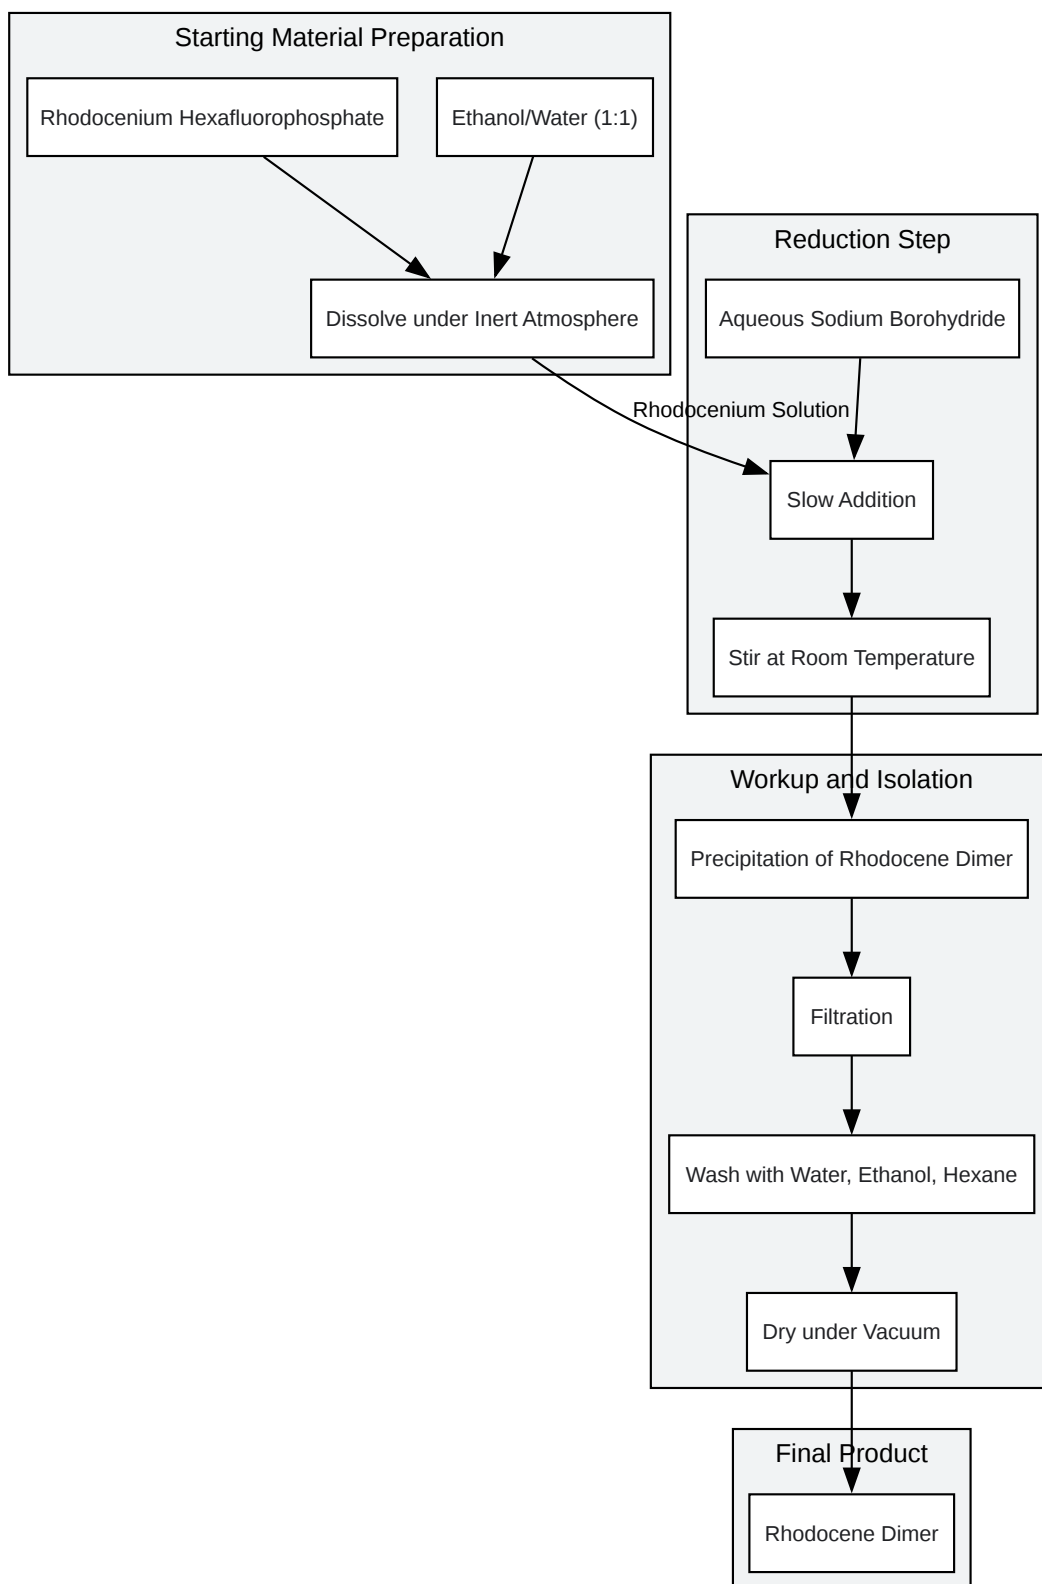 Starting Material Preparation
Rhodocenium Hexafluorophosphate
Ethanol/Water (1:1)
Dissolve under Inert Atmosphere
Reduction Step
Aqueous Sodium Borohydride
Rhodocenium Solution
Slow Addition
Stir at Room Temperature
Workup and Isolation
Precipitation of Rhodocene Dimer
Filtration
Wash with Water, Ethanol, Hexane
Dry under Vacuum
Final Product
Rhodocene Dimer